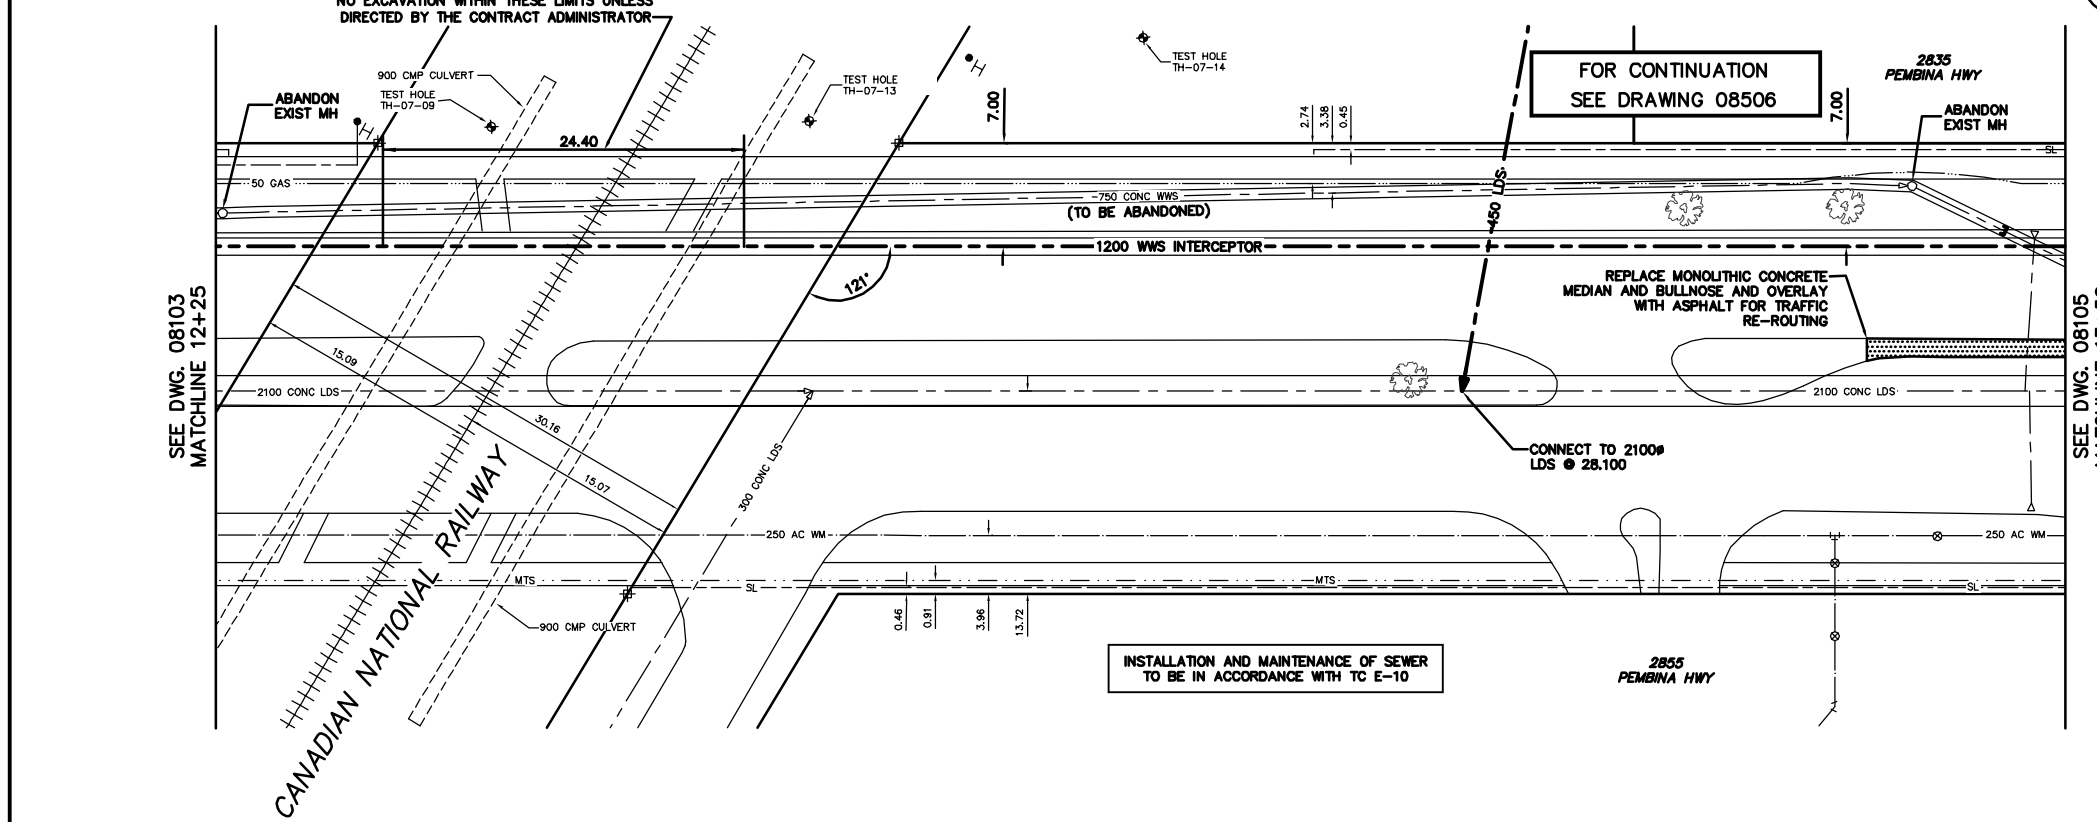 NO EXCAVATION WITHIN THESE LIMITS UNLESS
DIRECTED BY THE CONTRACT ADMINISTRATOR
900 CMP CULVERT
TEST HOLE
TH-07-09
ABANDON
EXIST MH
TEST HOLE
TH-07-13
TEST HOLE
TH-07-14
FOR CONTINUATION
SEE DRAWING 08506
2835
PEMBINA HWY
ABANDON
EXIST MH
24.40
7.00
2.74
3.38
0.45
7.00
SL
50 GAS
750 CONC WWS
(TO BE ABANDONED)
450 LDS
1200 WWS INTERCEPTOR
121°
REPLACE MONOLITHIC CONCRETE
MEDIAN AND BULLNOSE AND OVERLAY
WITH ASPHALT FOR TRAFFIC
RE-ROUTING
SEE DWG. 08103
MATCHLINE 12+25
SEE DWG. 08105
15.09
2100 CONC LDS
2100 CONC LDS
30.16
15.07
300 CONC LDS
CONNECT TO 2100ø
LDS @ 28.100
CANADIAN NATIONAL RAILWAY
250 AC WM
250 AC WM
MTS
SL
MTS
SL
900 CMP CULVERT
0.46
0.91
3.96
13.72
INSTALLATION AND MAINTENANCE OF SEWER
TO BE IN ACCORDANCE WITH TC E-10
2855
PEMBINA HWY